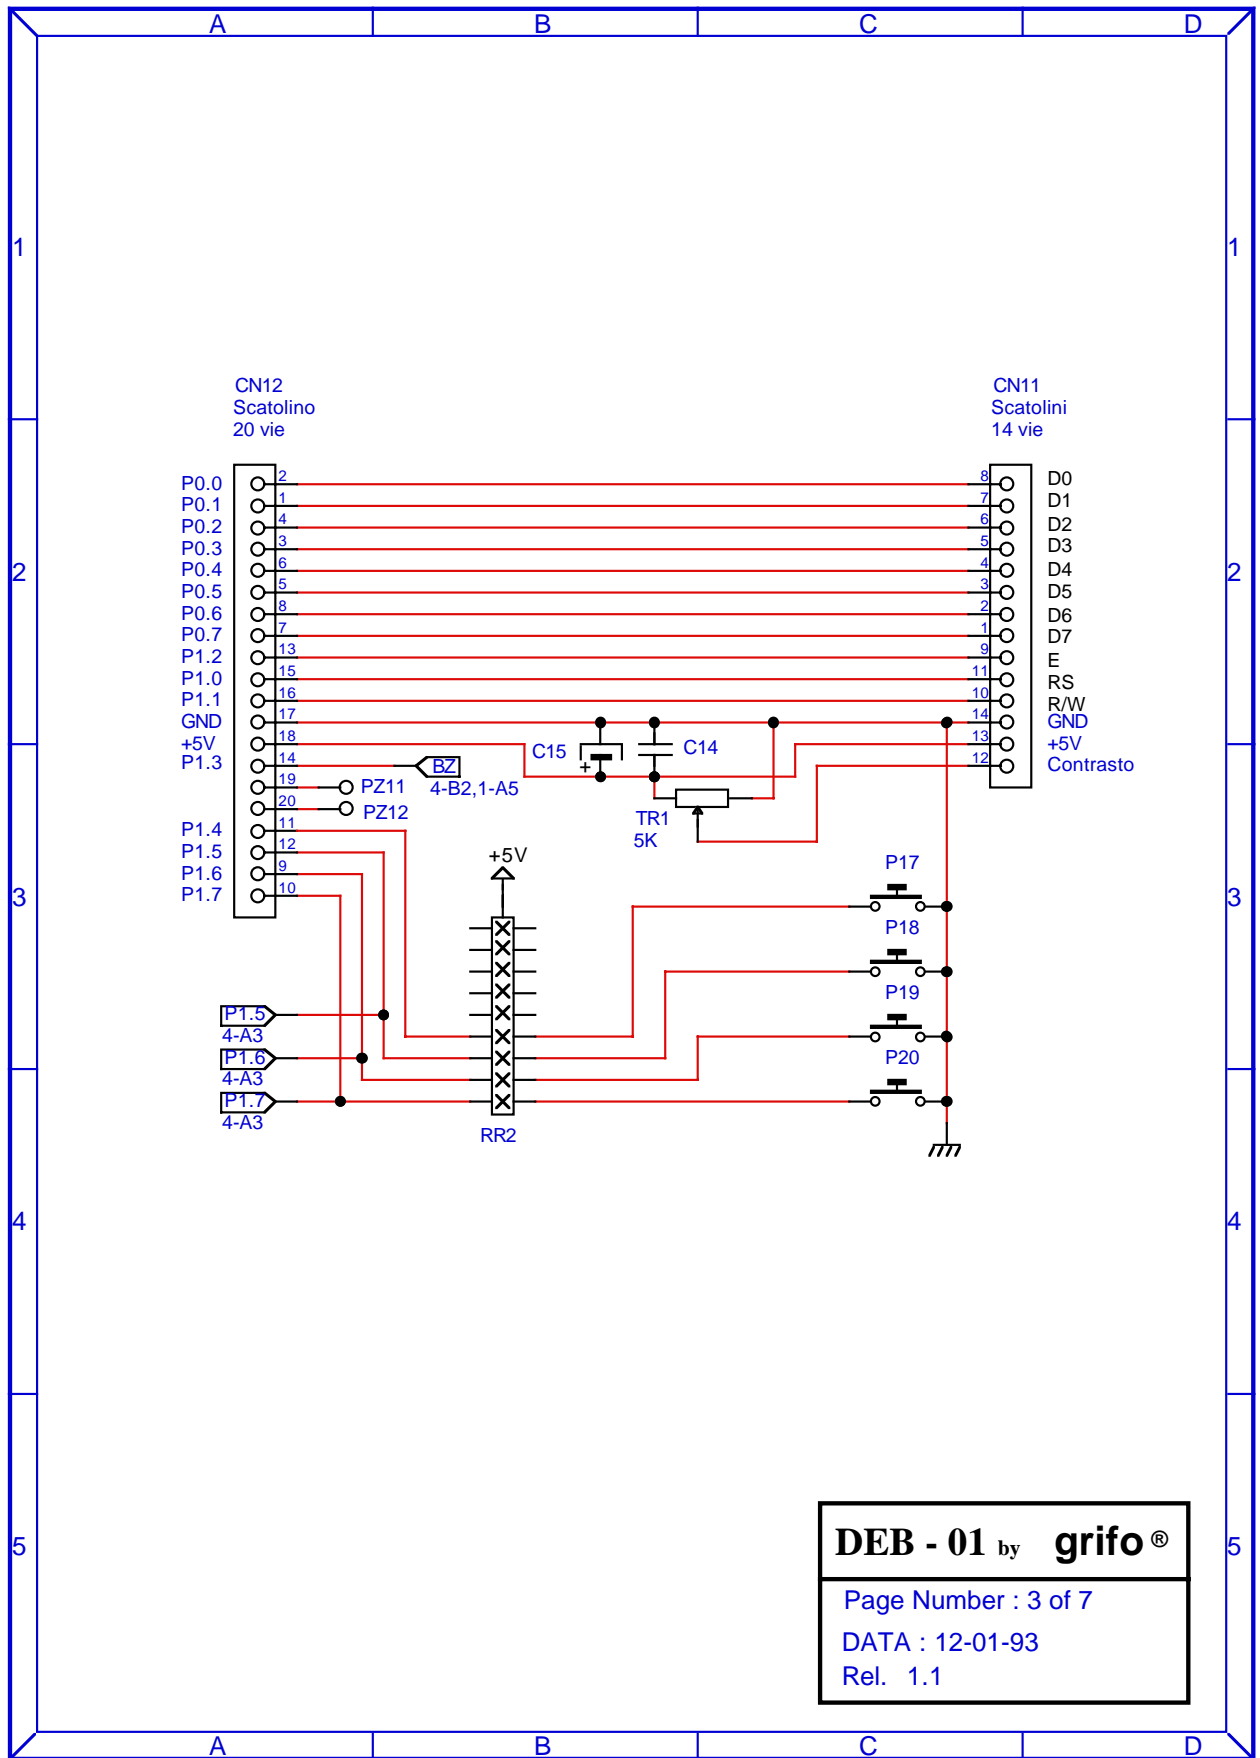 A B C D
1 1
CN12
Scatolino
20 vie
CN11
Scatolini
14 vie
P0.0 2 8 D0
P0.1 1 7 D1
P0.2 4 6 D2
P0.3 3 5 D3
2 P0.4 6 4 D4 2
P0.5 5 3 D5
P0.6 8 2 D6
P0.7 7 1 D7
P1.2 13 9 E
P1.0 15 11 RS
P1.1 16 10 R/W
GND 17 14 GND
+5V 18 C15 C14 13 +5V
P1.3 14 BZ + 12 Contrasto
19 PZ11 4-B2,1-A5
20 PZ12 TR1
P1.4 11 5K
P1.5 12 +5V P17
P1.6 9
3 P1.7 10 3
P18
P19
P1.5
4-A3
P1.6 P20
4-A3
P1.7
4-A3
RR2
4 4
DEB - 01 by grifo ®
5 5
Page Number : 3 of 7
DATA : 12-01-93
Rel. 1.1
A B C D